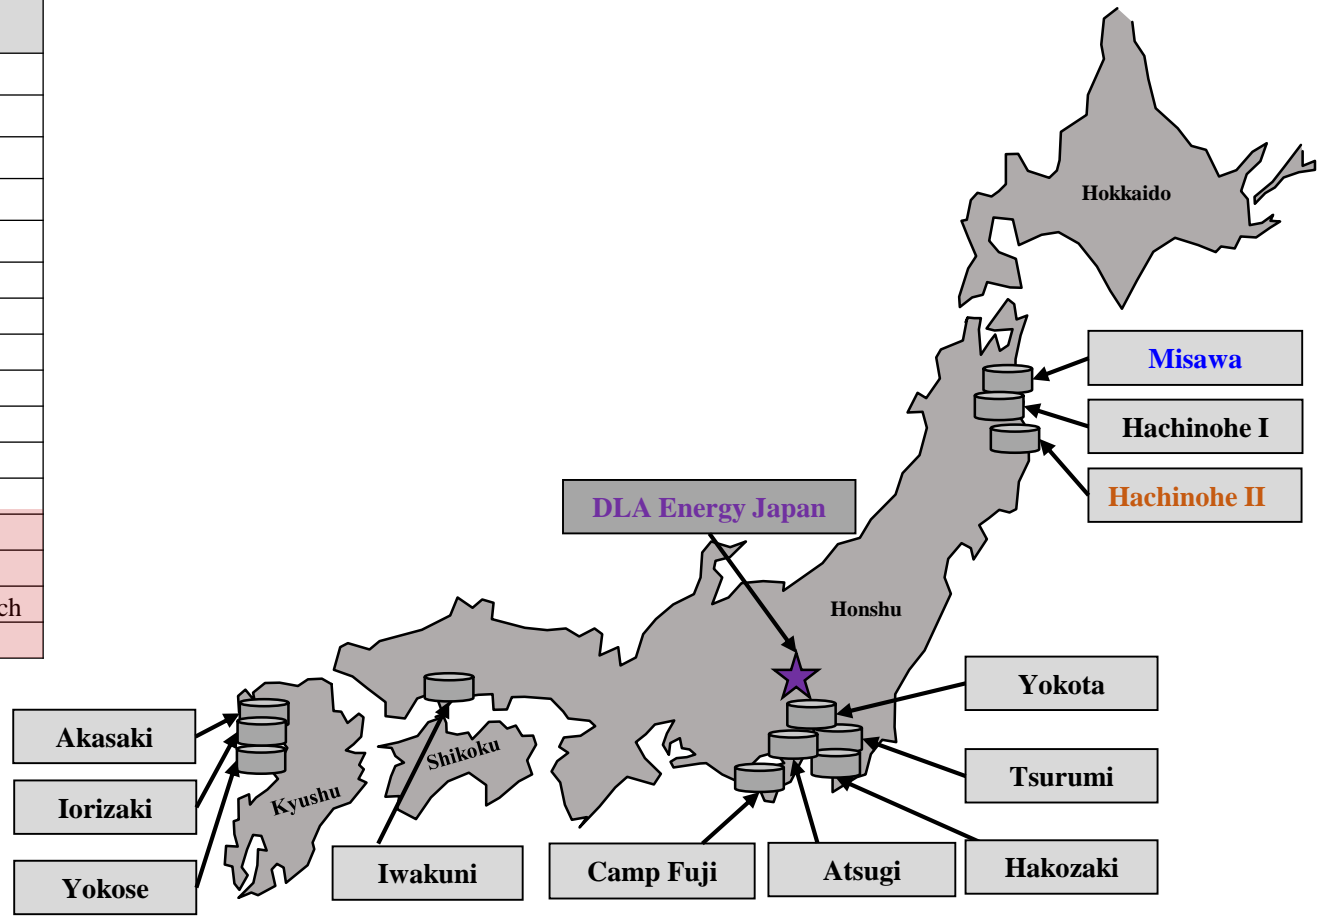 Hokkaido
Misawa
Hachinohe I
Hachinohe II
DLA Energy Japan
ch
Honshu
Yokota
Akasaki
Shikoku
Tsurumi
Iorizaki
Kyushu
Yokose
Iwakuni
Camp Fuji
Atsugi
Hakozaki